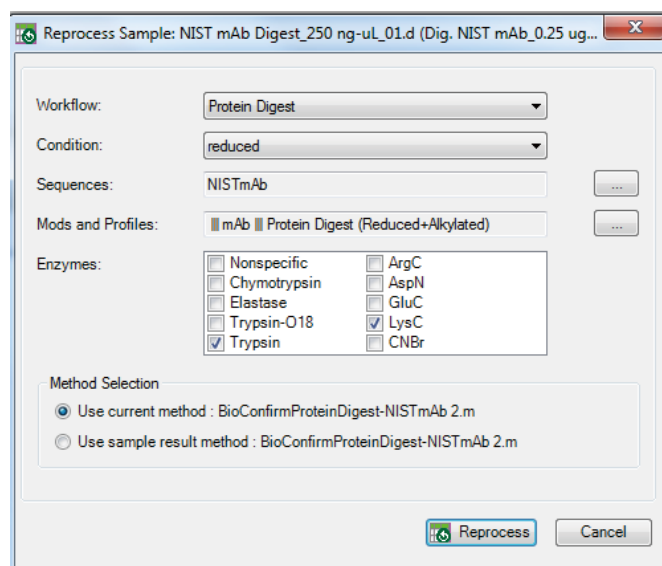 Reprocess Sample: NIST mAb Digest_250 ng-uL_01.d (Dig. NIST mAb_0.25 ug...
Workflow: Protein Digest
Condition: reduced
Sequences: NISTmAb ...
Mods and Profiles: mAb Protein Digest (Reduced+Alkylated) ...
Enzymes: Nonspecific ArgC
Chymotrypsin AspN
Elastase GluC
Trypsin-O18 LysC
Trypsin CNBr
Method Selection
Use current method : BioConfirmProteinDigest-NISTmAb 2.m
Use sample result method : BioConfirmProteinDigest-NISTmAb 2.m
Reprocess Cancel